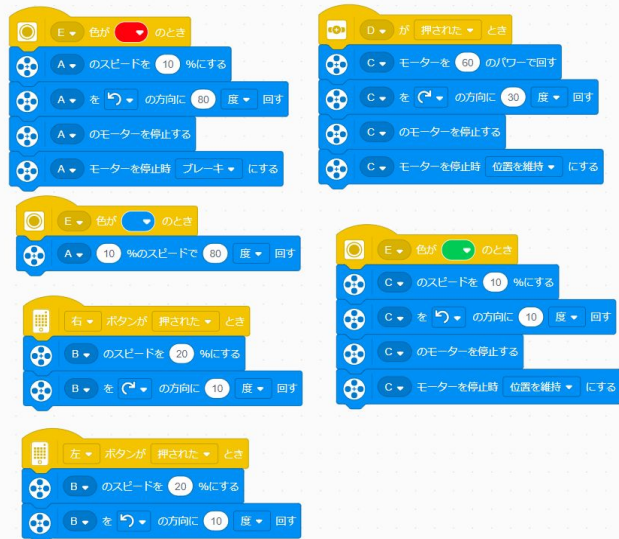 E 色が のとき
A のスピードを 10 %にする
A を の方向に 80 度 回す
A のモーターを停止する
A モーターを停止時 ブレーキ にする
E 色が のとき
A 10 %のスピードで 80 度 回す
右 ボタンが 押された とき
B のスピードを 20 %にする
B を の方向に 10 度 回す
左 ボタンが 押された とき
B のスピードを 20 %にする
B を の方向に 10 度 回す
D が 押された とき
C モーターを 60 のパワーで回す
C を の方向に 30 度 回す
C のモーターを停止する
C モーターを停止時 位置を維持 にする
E 色が のとき
C のスピードを 10 %にする
C を の方向に 10 度 回す
C のモーターを停止する
C モーターを停止時 位置を維持 にする